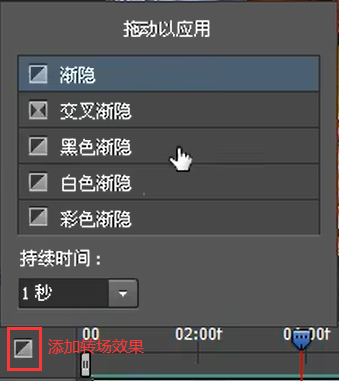 拖动以应用
渐隐
交叉渐隐
黑色渐隐
白色渐隐
彩色渐隐
持续时间：
1 秒
添加转场效果
00 02:00f 04:00f